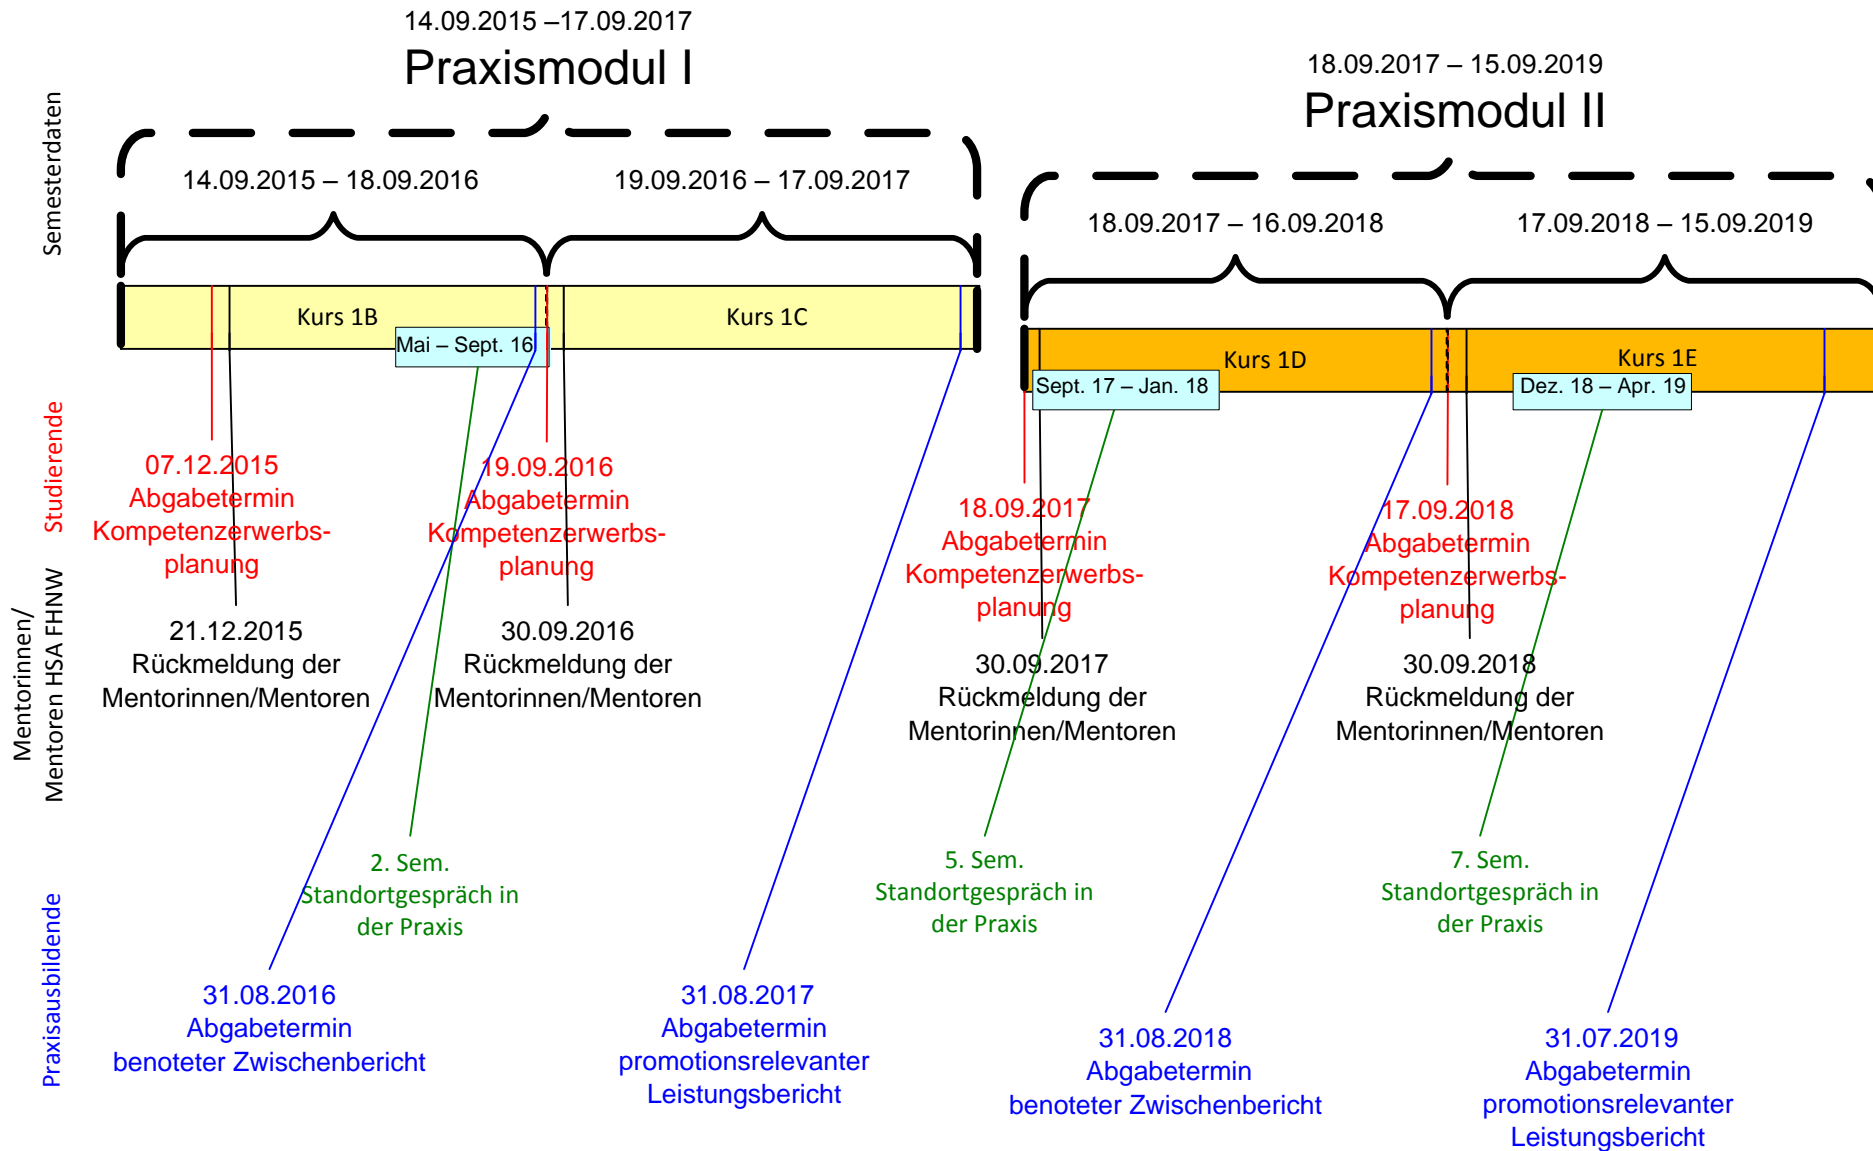 14.09.2015 –17.09.2017
Praxismodul I
18.09.2017 – 15.09.2019
Praxismodul II
Semesterdaten
14.09.2015 – 18.09.2016
19.09.2016 – 17.09.2017
18.09.2017 – 16.09.2018
17.09.2018 – 15.09.2019
Kurs 1B
Mai – Sept. 16
Kurs 1C
Kurs 1D
Sept. 17 – Jan. 18
Kurs 1E
Dez. 18 – Apr. 19
Studierende
07.12.2015
Abgabetermin
Kompetenzerwerbs-
planung
19.09.2016
Abgabetermin
Kompetenzerwerbs-
planung
18.09.2017
Abgabetermin
Kompetenzerwerbs-
planung
17.09.2018
Abgabetermin
Kompetenzerwerbs-
planung
Mentorinnen/
Mentoren HSA FHNW
21.12.2015
Rückmeldung der
Mentorinnen/Mentoren
30.09.2016
Rückmeldung der
Mentorinnen/Mentoren
30.09.2017
Rückmeldung der
Mentorinnen/Mentoren
30.09.2018
Rückmeldung der
Mentorinnen/Mentoren
2. Sem.
Standortgespräch in
der Praxis
5. Sem.
Standortgespräch in
der Praxis
7. Sem.
Standortgespräch in
der Praxis
Praxisausbildende
31.08.2016
Abgabetermin
benoteter Zwischenbericht
31.08.2017
Abgabetermin
promotionsrelevanter
Leistungsbericht
31.08.2018
Abgabetermin
benoteter Zwischenbericht
31.07.2019
Abgabetermin
promotionsrelevanter
Leistungsbericht